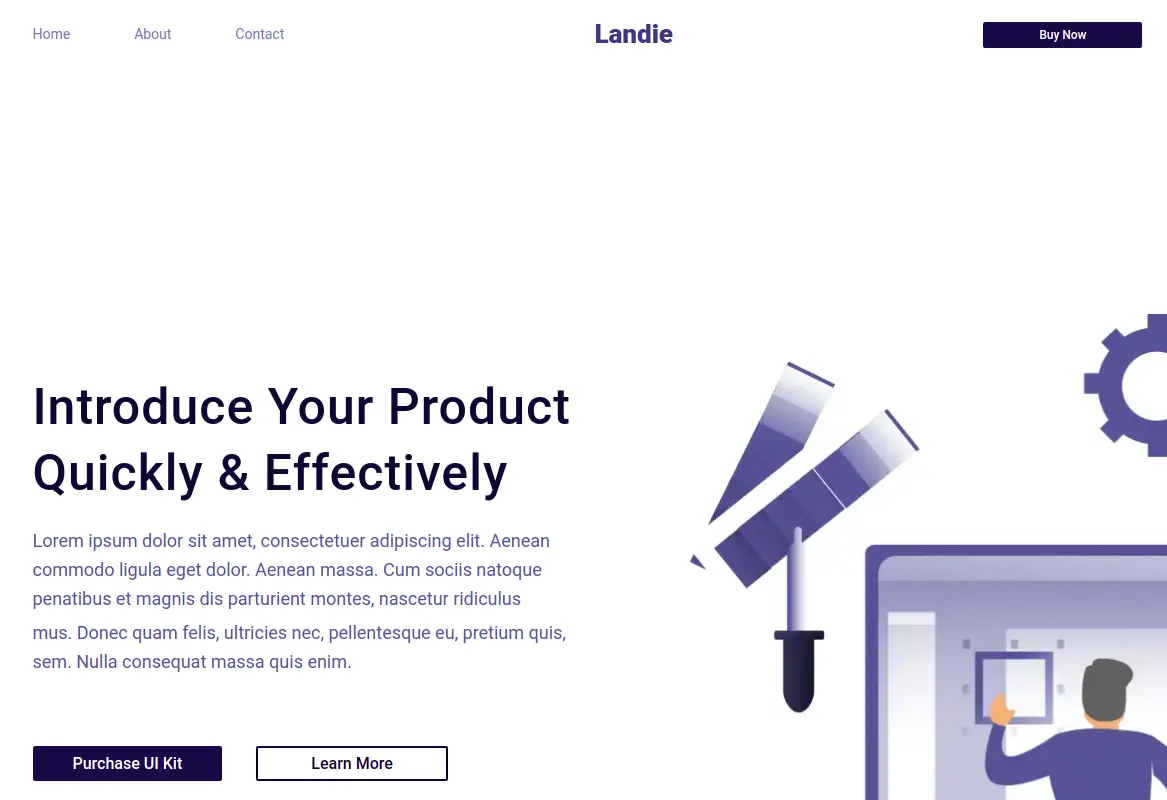 Home About Contact Landie Buy Now
Introduce Your Product
Quickly & Effectively
Lorem ipsum dolor sit amet, consectetuer adipiscing elit. Aenean
commodo ligula eget dolor. Aenean massa. Cum sociis natoque
penatibus et magnis dis parturient montes, nascetur ridiculus
mus. Donec quam felis, ultricies nec, pellentesque eu, pretium quis,
sem. Nulla consequat massa quis enim.
Purchase UI Kit Learn More